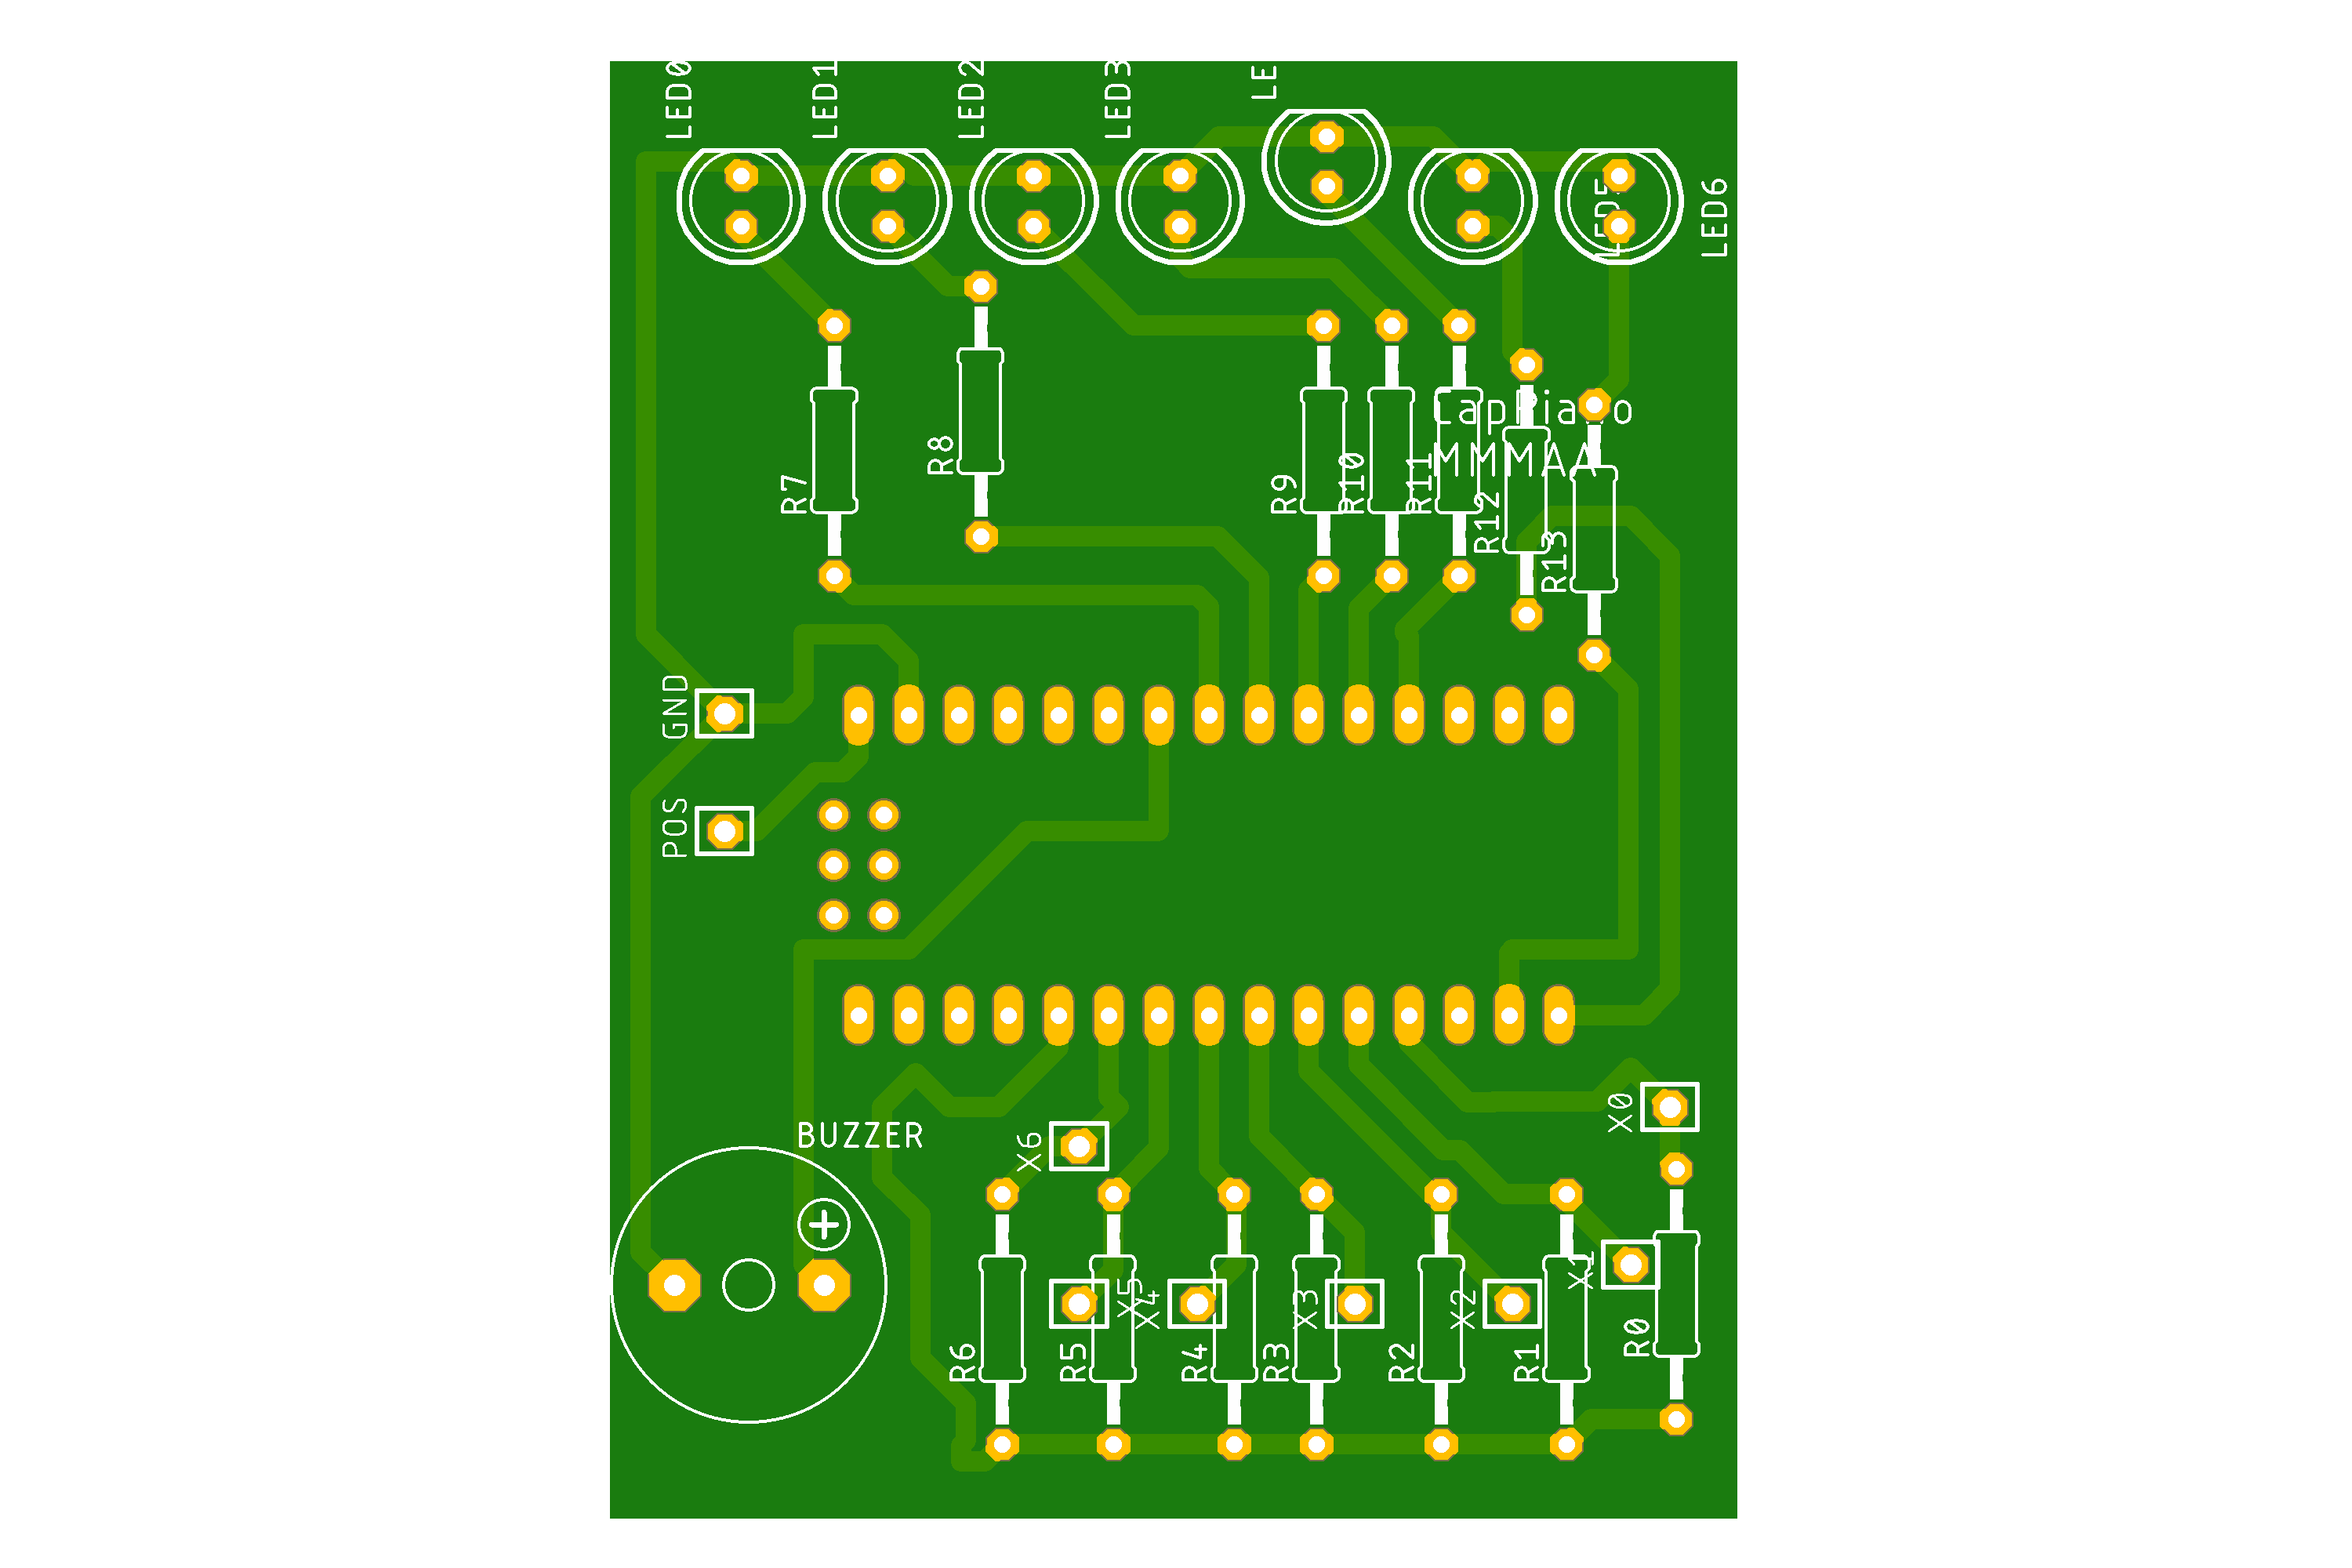 LED0
LED1
LED2
LED3
LE
LED5
LED6
CapPiano
MMMAA
R7
R8
R9
R10
R11
R12
R13
GND
POS
BUZZER
+
X6
X0
X5
X4
X3
X2
X1
R6
R5
R4
R3
R2
R1
R0